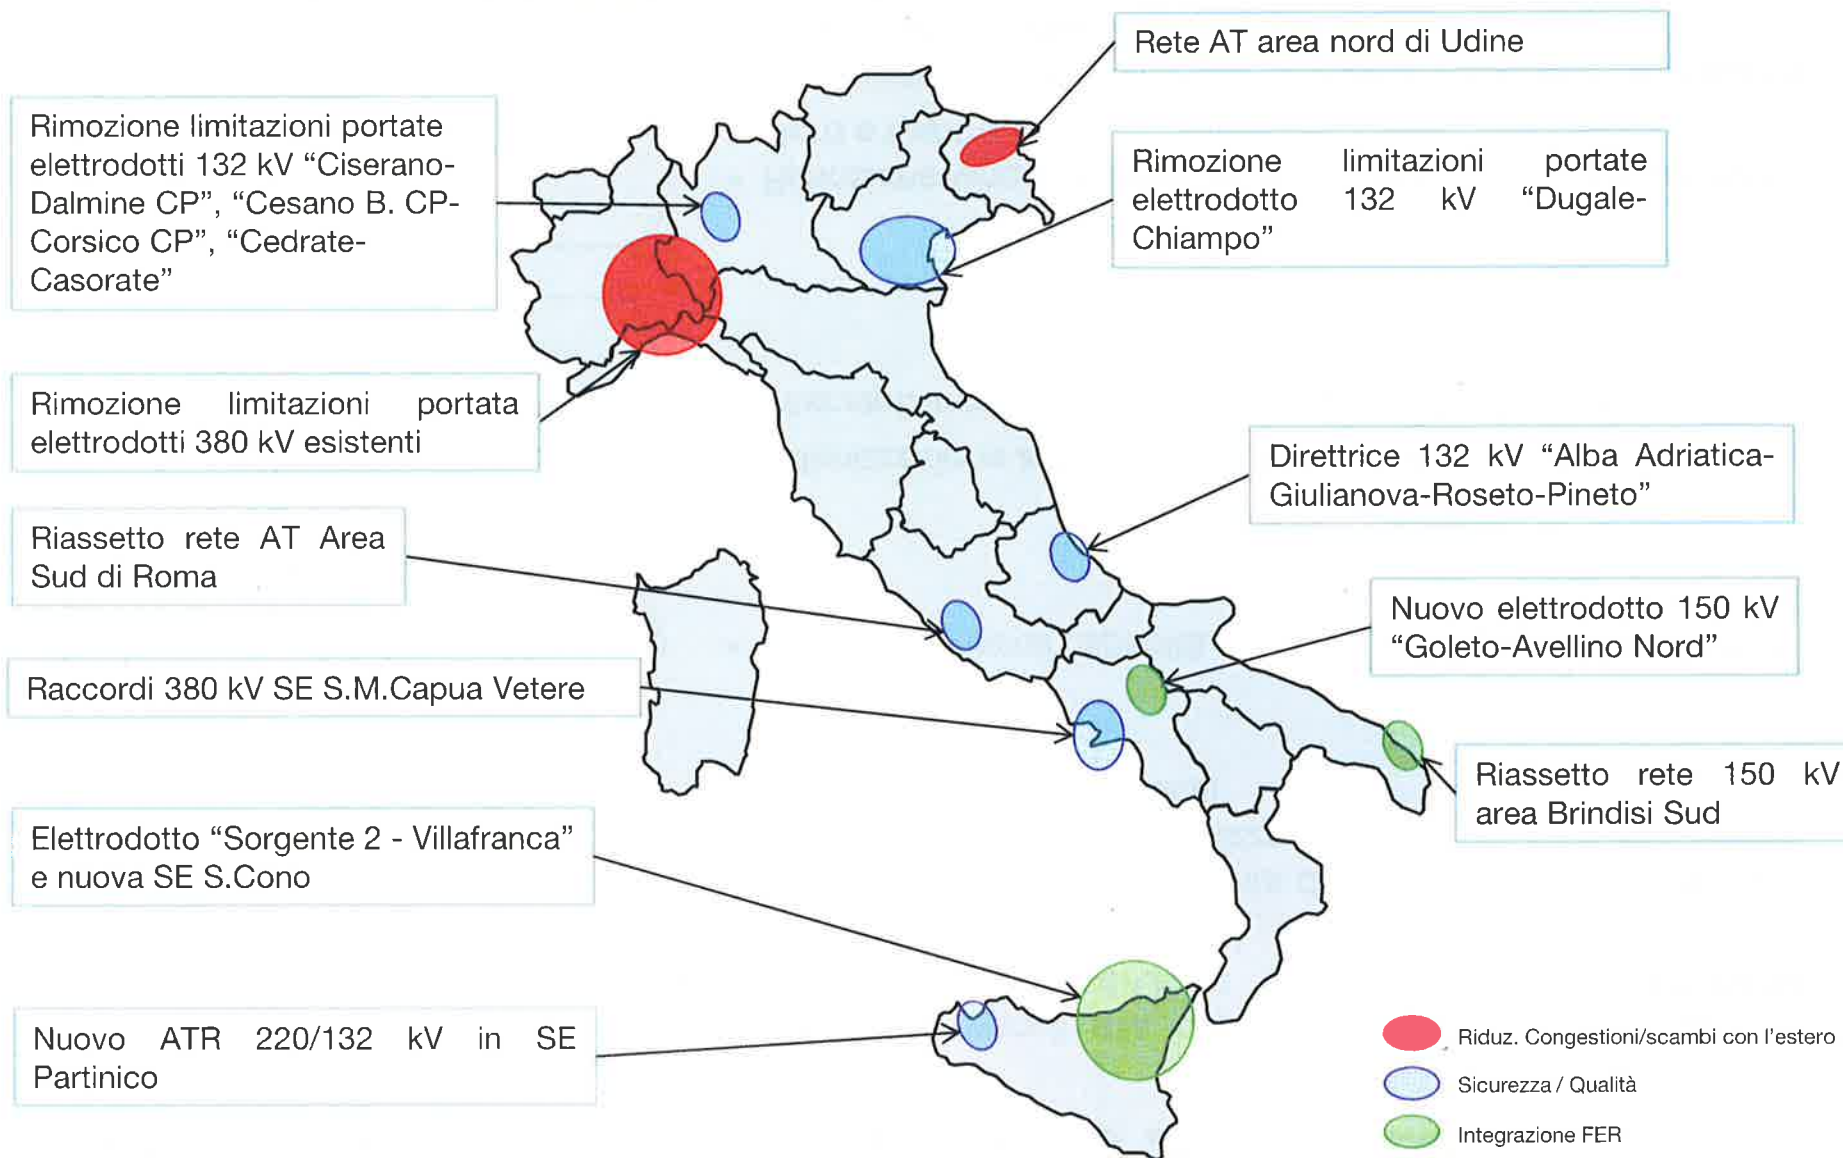 Rete AT area nord di Udine
Rimozione limitazioni portate
elettrodotti 132 kV “Ciserano-
Dalmine CP”, “Cesano B. CP-
Corsico CP”, “Cedrate-
Casorate”
Rimozione limitazioni portate
elettrodotto 132 kV “Dugale-
Chiampo”
Rimozione limitazioni portata
elettrodotti 380 kV esistenti
Direttrice 132 kV “Alba Adriatica-
Giulianova-Roseto-Pineto”
Riassetto rete AT Area
Sud di Roma
Nuovo elettrodotto 150 kV
“Goleto-Avellino Nord”
Raccordi 380 kV SE S.M.Capua Vetere
Riassetto rete 150 kV
area Brindisi Sud
Elettrodotto “Sorgente 2 - Villafranca”
e nuova SE S.Cono
Nuovo ATR 220/132 kV in SE
Partinico
Riduz. Congestioni/scambi con l'estero
Sicurezza / Qualità
Integrazione FER